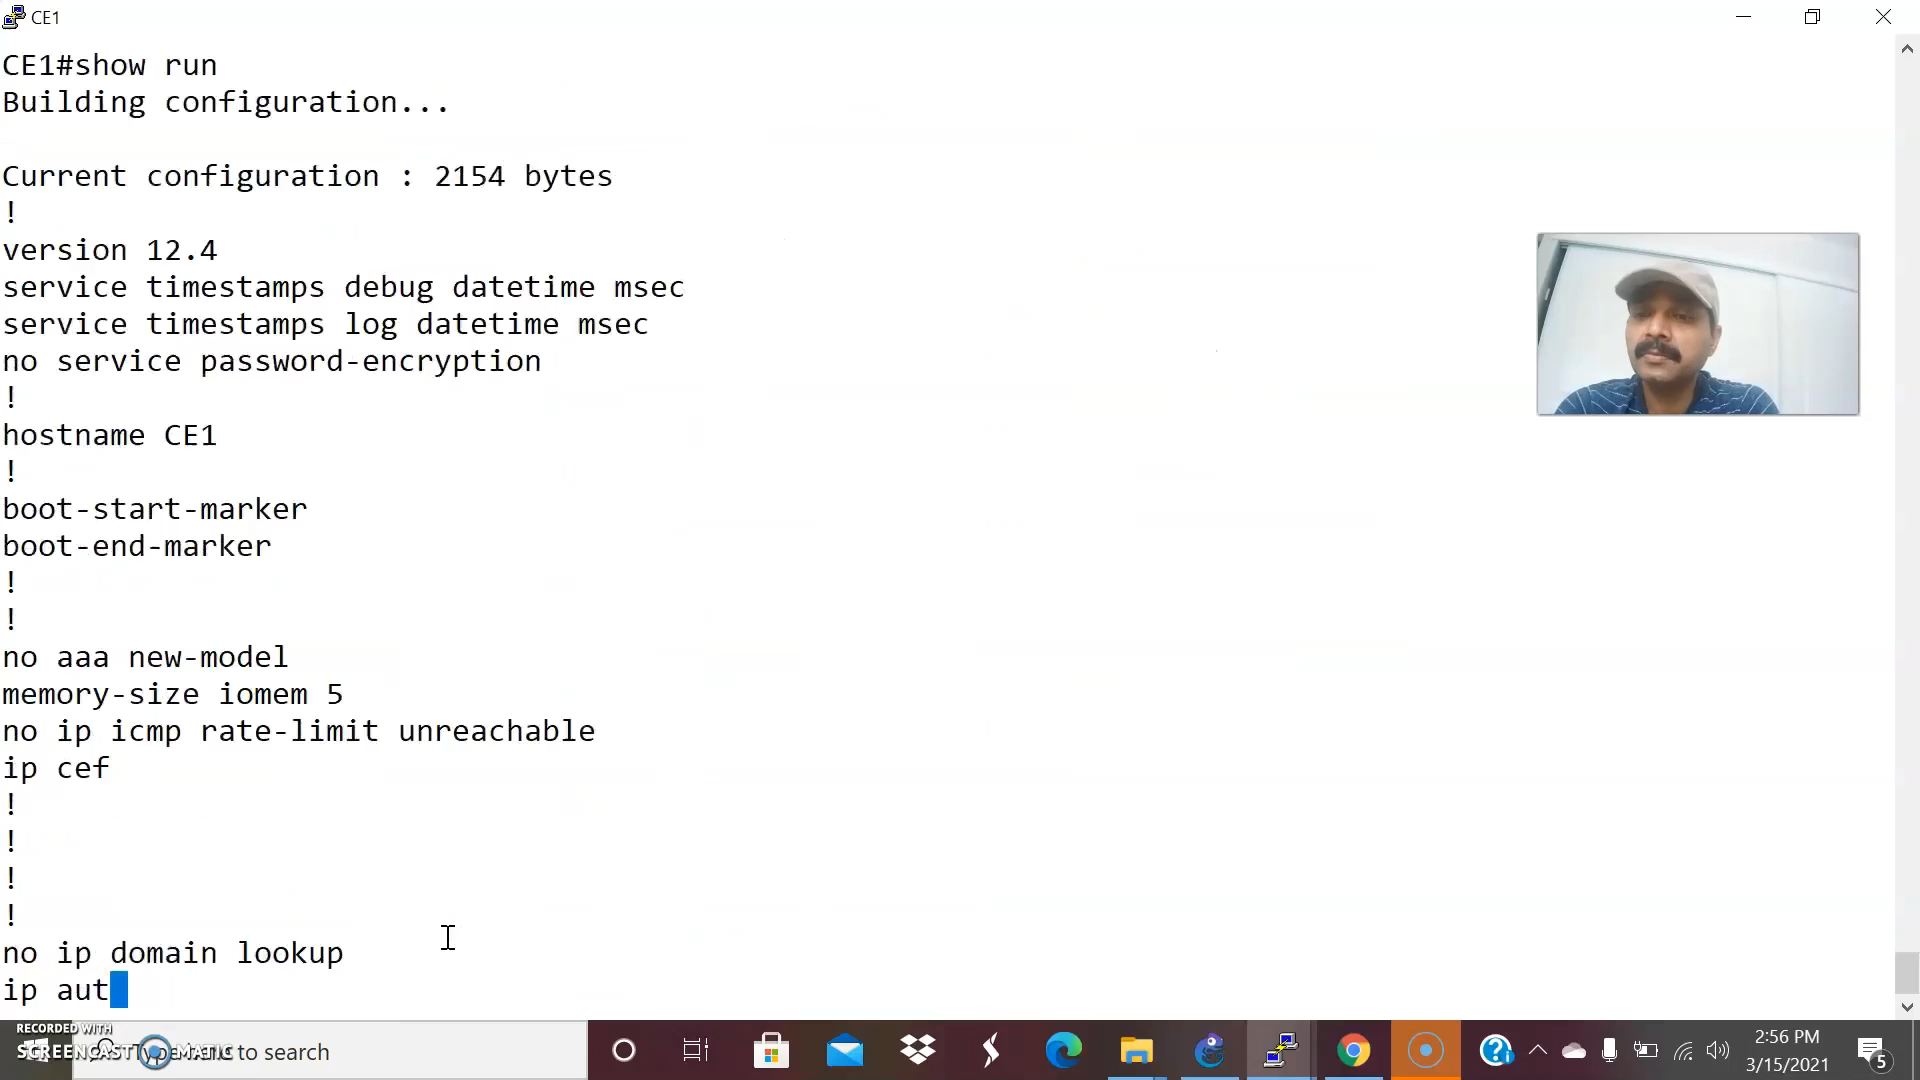 CE1
CE1#show run
Building configuration...
Current configuration : 2154 bytes
!
version 12.4
service timestamps debug datetime msec
service timestamps log datetime msec
no service password-encryption
!
hostname CE1
!
boot-start-marker
boot-end-marker
!
!
no aaa new-model
memory-size iomem 5
no ip icmp rate-limit unreachable
ip cef
!
!
!
!
no ip domain lookup
ip aut
RECORDED WITH
SCREENCAST MATIC
to search
2:56 PM
3/15/2021
5